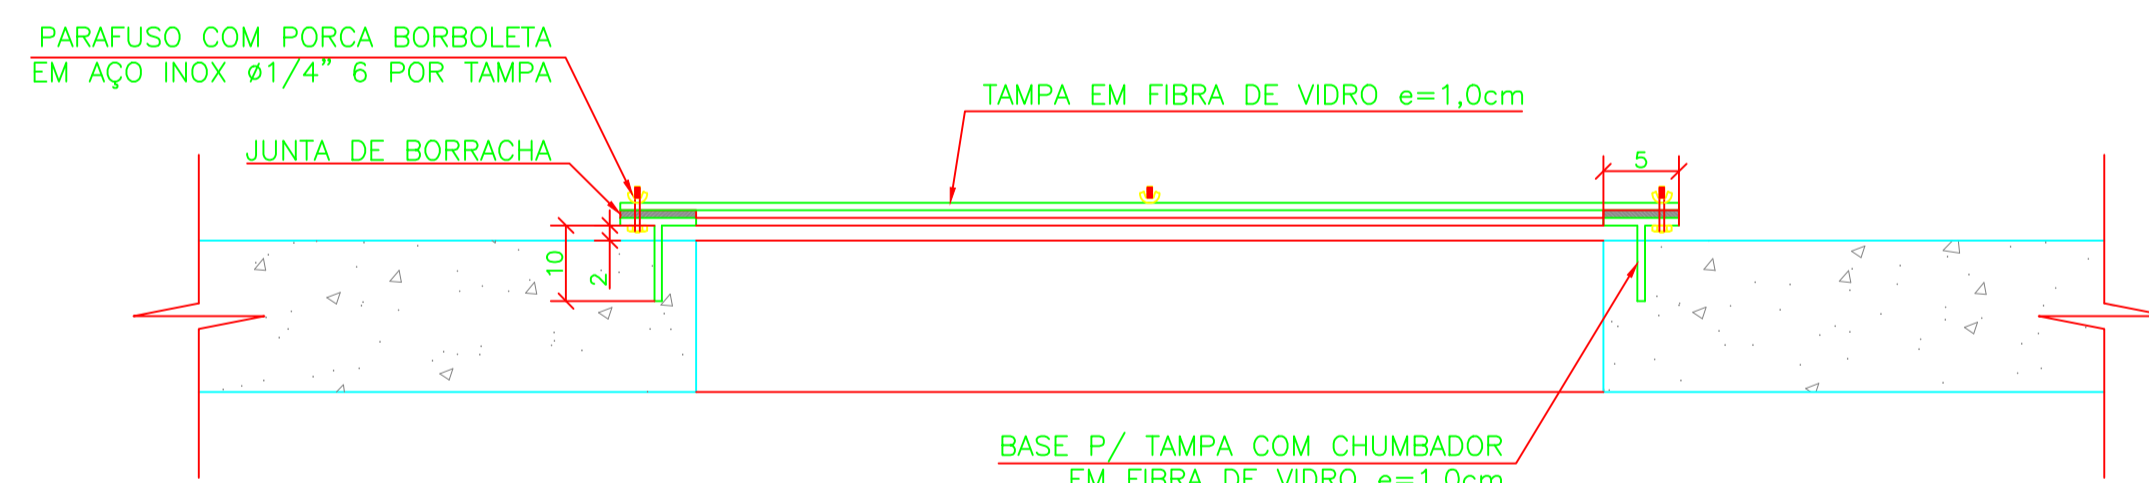 PARAFUSO COM PORCA BORBOLETA
EM AÇO INOX ø1/4" 6 POR TAMPA
TAMPA EM FIBRA DE VIDRO e=1,0cm
JUNTA DE BORRACHA
5
10
2
BASE P/ TAMPA COM CHUMBADOR
EM FIBRA DE VIDRO e=1,0cm